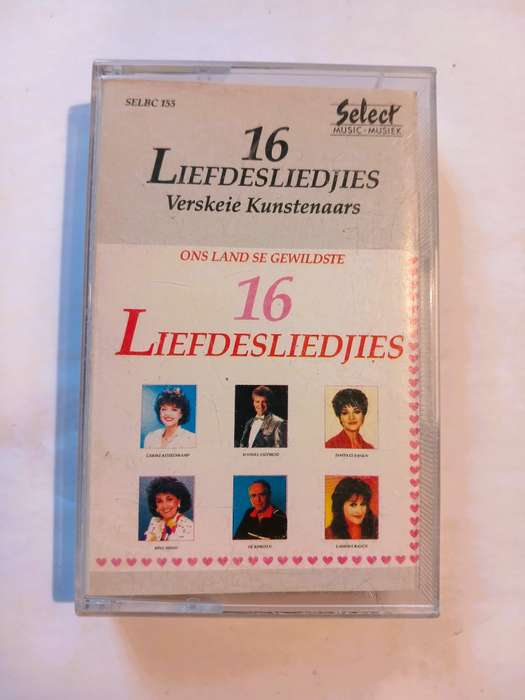 SELBC 155
Select
MUSIC · MUSIEK
16
LIEFDESLIEDJIES
Verskeie Kunstenaars
ONS LAND SE GEWILDSTE
16
LIEFDESLIEDJIES